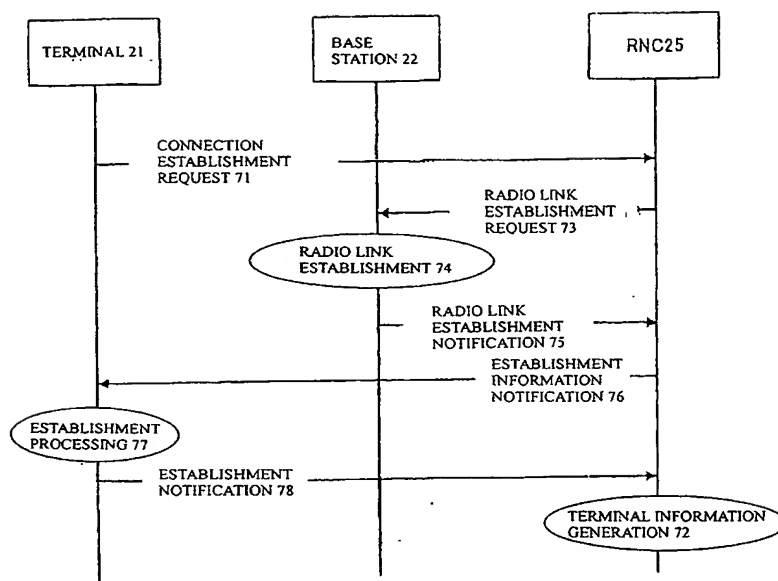 TERMINAL 21
BASE
STATION 22
RNC25
CONNECTION
ESTABLISHMENT
REQUEST 71
RADIO LINK
ESTABLISHMENT
REQUEST 73
RADIO LINK
ESTABLISHMENT 74
RADIO LINK
ESTABLISHMENT
NOTIFICATION 75
ESTABLISHMENT
INFORMATION
NOTIFICATION 76
ESTABLISHMENT
PROCESSING 77
ESTABLISHMENT
NOTIFICATION 78
TERMINAL INFORMATION
GENERATION 72